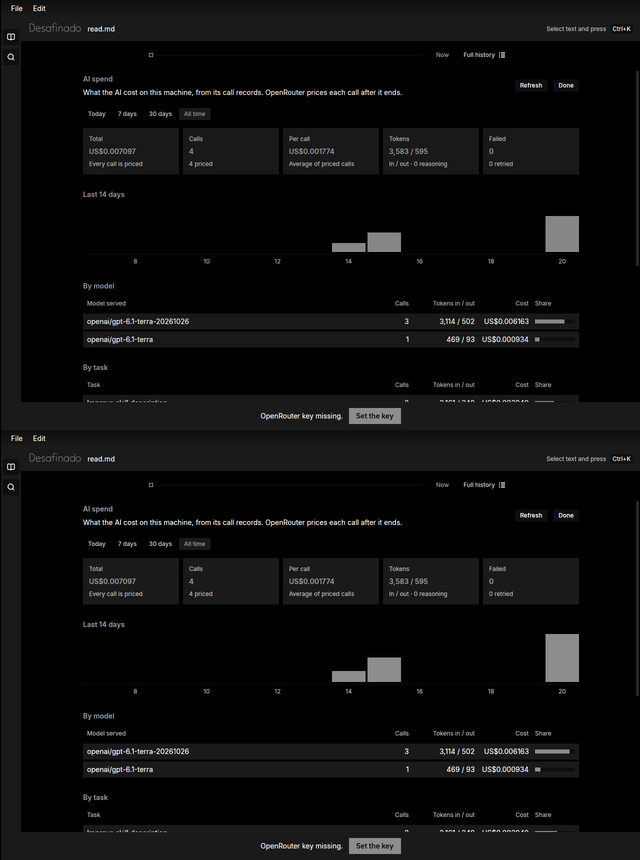 File Edit
Desafinado read.md Select text and press Ctrl+K
Now Full history
AI spend
What the AI cost on this machine, from its call records. OpenRouter prices each call after it ends.
Refresh Done
Today 7 days 30 days All time
Total Calls Per call Tokens Failed
US$0.007097 4 US$0.001774 3,583 / 595 0
Every call is priced 4 priced Average of priced calls In / out · 0 reasoning 0 retried
Last 14 days
8 10 12 14 16 18 20
By model
Model served Calls Tokens in / out Cost Share
openai/gpt-6.1-terra-20261026 3 3,114 / 502 US$0.006163
openai/gpt-6.1-terra 1 469 / 93 US$0.000934
By task
Task Calls Tokens in / out Cost Share
OpenRouter key missing. Set the key
File Edit
Desafinado read.md Select text and press Ctrl+K
Now Full history
AI spend
What the AI cost on this machine, from its call records. OpenRouter prices each call after it ends.
Refresh Done
Today 7 days 30 days All time
Total Calls Per call Tokens Failed
US$0.007097 4 US$0.001774 3,583 / 595 0
Every call is priced 4 priced Average of priced calls In / out · 0 reasoning 0 retried
Last 14 days
8 10 12 14 16 18 20
By model
Model served Calls Tokens in / out Cost Share
openai/gpt-6.1-terra-20261026 3 3,114 / 502 US$0.006163
openai/gpt-6.1-terra 1 469 / 93 US$0.000934
By task
Task Calls Tokens in / out Cost Share
OpenRouter key missing. Set the key